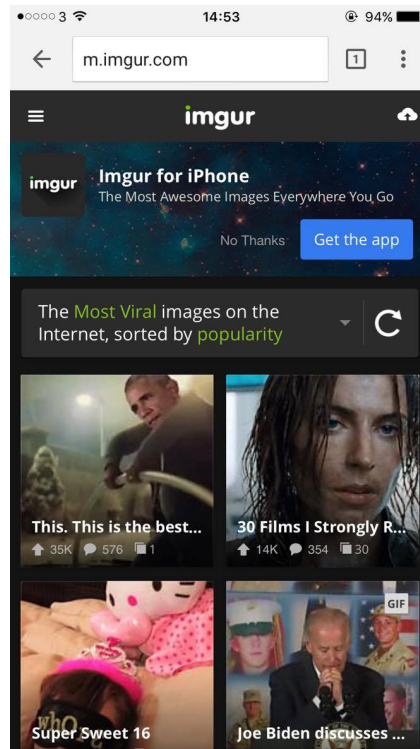 3 14:53 94%
m.imgur.com 1
imgur
imgur
Imgur for iPhone
The Most Awesome Images Everywhere You Go
No Thanks Get the app
The Most Viral images on the
Internet, sorted by popularity
This. This is the best...
35K 576 1
30 Films I Strongly R...
14K 354 30
who
Super Sweet 16
GIF
Joe Biden discusses ...